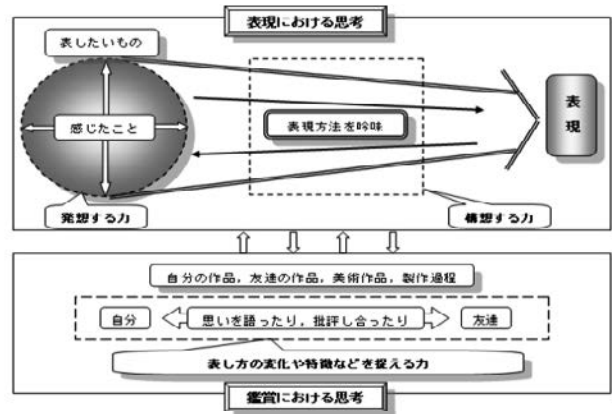 表現における思考
表したいもの
感じたこと
表現方法を吟味
表現
発想する力
構想する力
自分の作品，友達の作品，美術作品，製作過程
自分
思いを語ったり，批評し合ったり
友達
表し方の変化や特徴などを捉える力
鑑賞における思考